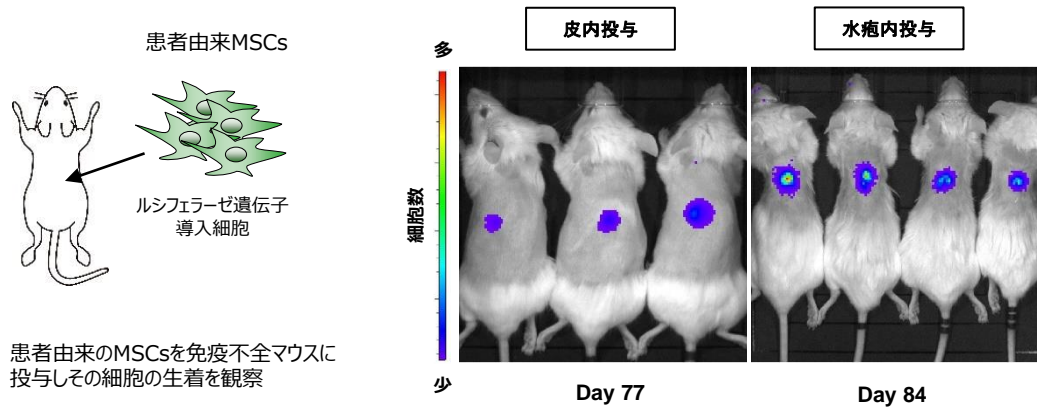 患者由来MSCs
ルシフェラーゼ遺伝子
導入細胞
患者由来のMSCsを免疫不全マウスに
投与しその細胞の生着を観察
多
細胞数
少
皮内投与
水疱内投与
Day 77
Day 84